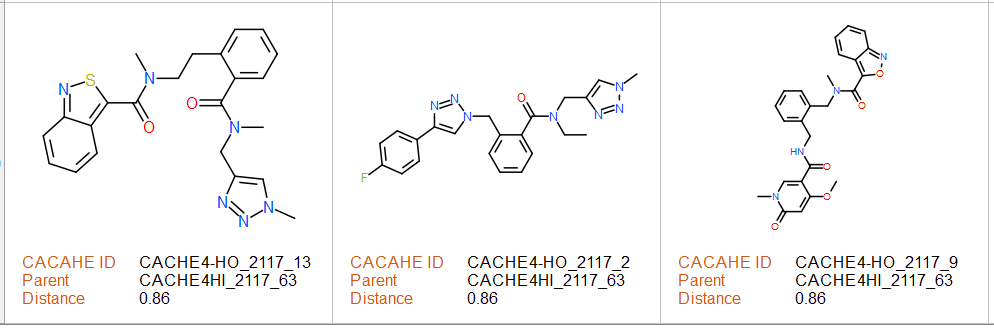 CACAHE ID CACHE4-HO_2117_13
Parent CACHE4HI_2117_63
Distance 0.86
CACAHE ID CACHE4-HO_2117_2
Parent CACHE4HI_2117_63
Distance 0.86
CACAHE ID CACHE4-HO_2117_9
Parent CACHE4HI_2117_63
Distance 0.86